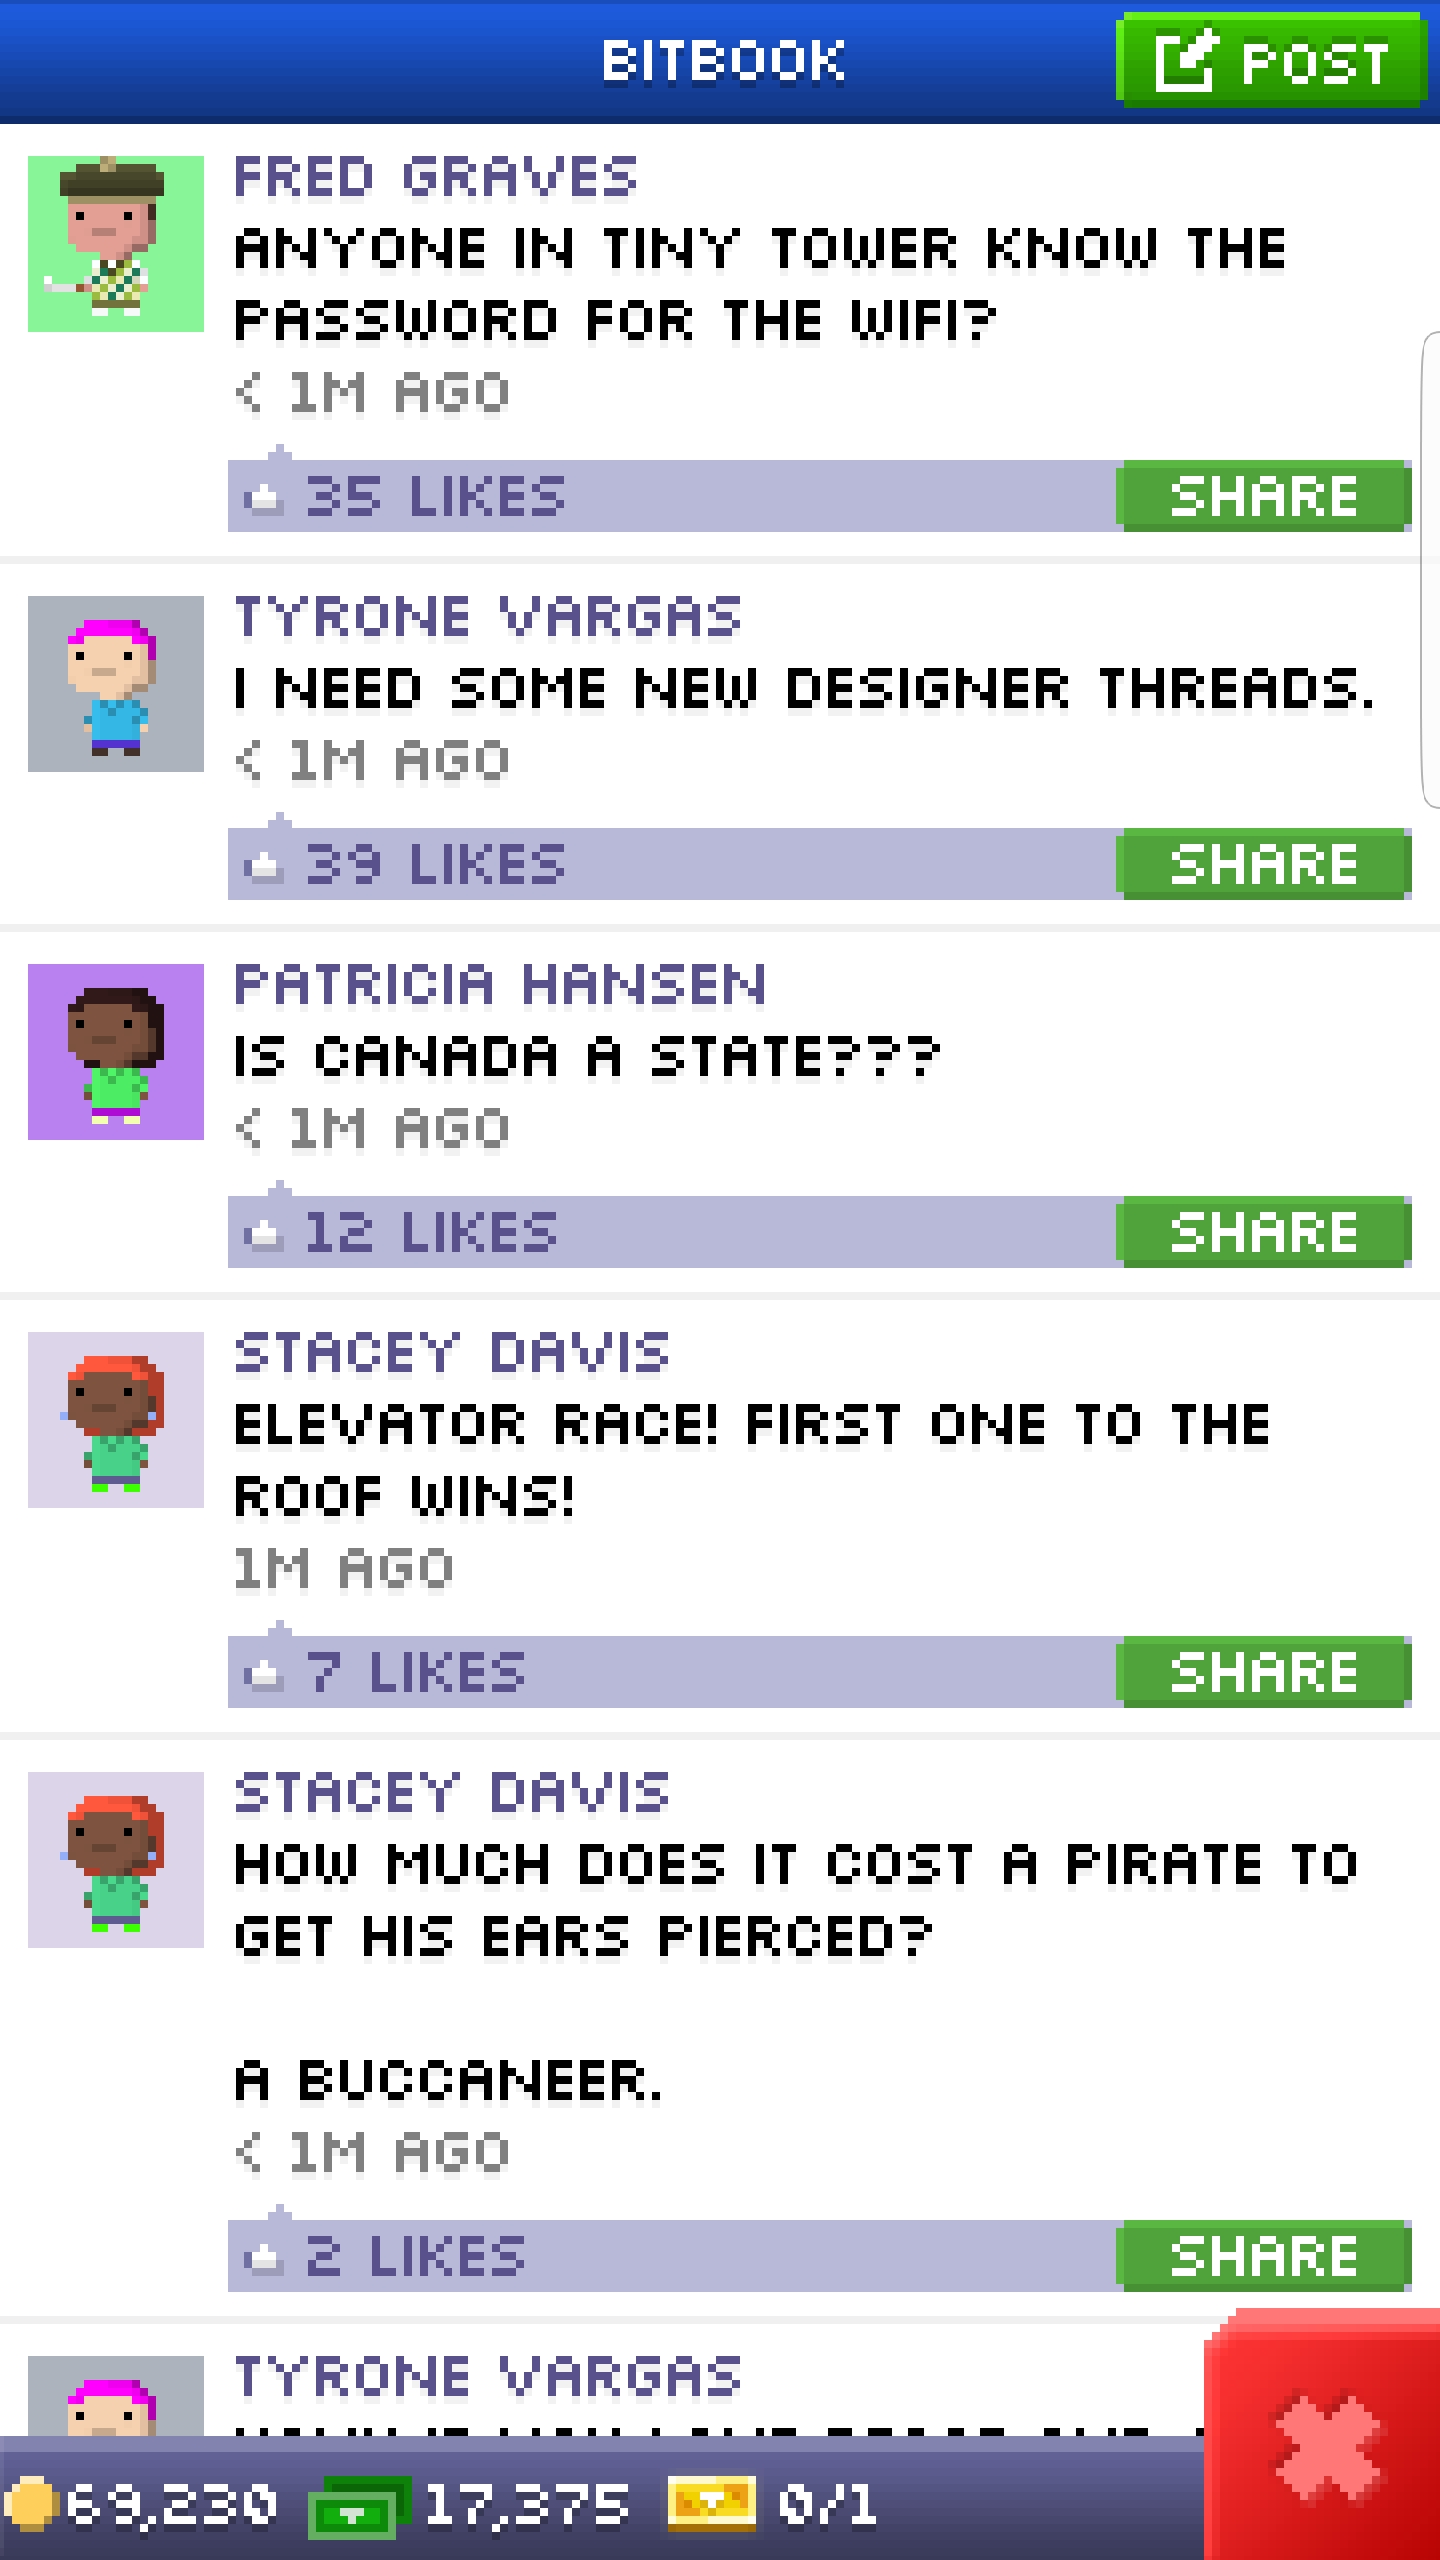 BITBOOK
POST
FRED GRAVES
ANYONE IN TINY TOWER KNOW THE
PASSWORD FOR THE WIFI?
< 1M AGO
35 LIKES
SHARE
TYRONE VARGAS
I NEED SOME NEW DESIGNER THREADS.
< 1M AGO
39 LIKES
SHARE
PATRICIA HANSEN
IS CANADA A STATE???
< 1M AGO
12 LIKES
SHARE
STACEY DAVIS
ELEVATOR RACE! FIRST ONE TO THE
ROOF WINS!
1M AGO
7 LIKES
SHARE
STACEY DAVIS
HOW MUCH DOES IT COST A PIRATE TO
GET HIS EARS PIERCED?
A BUCCANEER.
< 1M AGO
2 LIKES
SHARE
TYRONE VARGAS
69,230
17,375
0/1